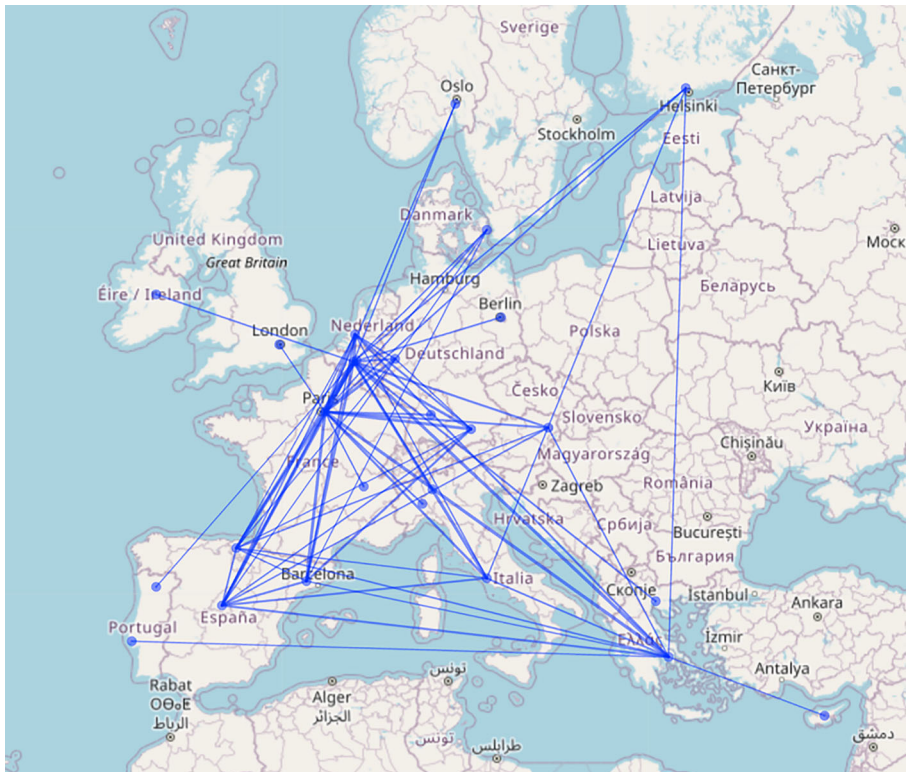 Sverige
Санкт-
Петербург
Oslo
Helsinki
Stockholm
Eesti
Latvija
Danmark
Моск
United Kingdom
Lietuva
Great Britain
Hamburg
Беларусь
Éire / Ireland
Berlin
Nederland
London
Polska
Deutschland
Київ
Česko
Paris
Slovensko
Україна
Chișinău
Magyarország
France
România
Zagreb
Hrvatska
Србија
București
България
Barcelona
Italia
Скопје
İstanbul
Ankara
España
Portugal
Ελλάς
İzmir
تونس
Antalya
Rabat
ⵔⴱⴰⵟ
الرباط
Alger
الجزائر
تونس
طرابلس
دمشق